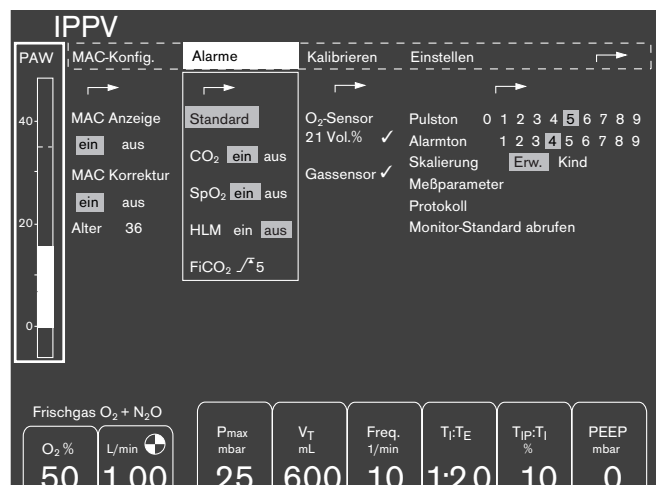 IPPV
PAW
MAC-Konfig. Alarme Kalibrieren Einstellen
40
20
0
MAC Anzeige
ein aus
MAC Korrektur
ein aus
Alter 36
Standard
CO₂ ein aus
SpO₂ ein aus
HLM ein aus
FiCO₂ 5
O₂-Sensor
21 Vol.% ✓
Gassensor ✓
Pulston 0 1 2 3 4 5 6 7 8 9
Alarmton 1 2 3 4 5 6 7 8 9
Skalierung Erw. Kind
Meßparameter
Protokoll
Monitor-Standard abrufen
Frischgas O₂ + N₂O
O₂ %
50
L/min
1.00
Pmax
mbar
25
VT
mL
600
Freq.
1/min
10
TI:TE
1:2.0
TIP:TI
%
10
PEEP
mbar
0